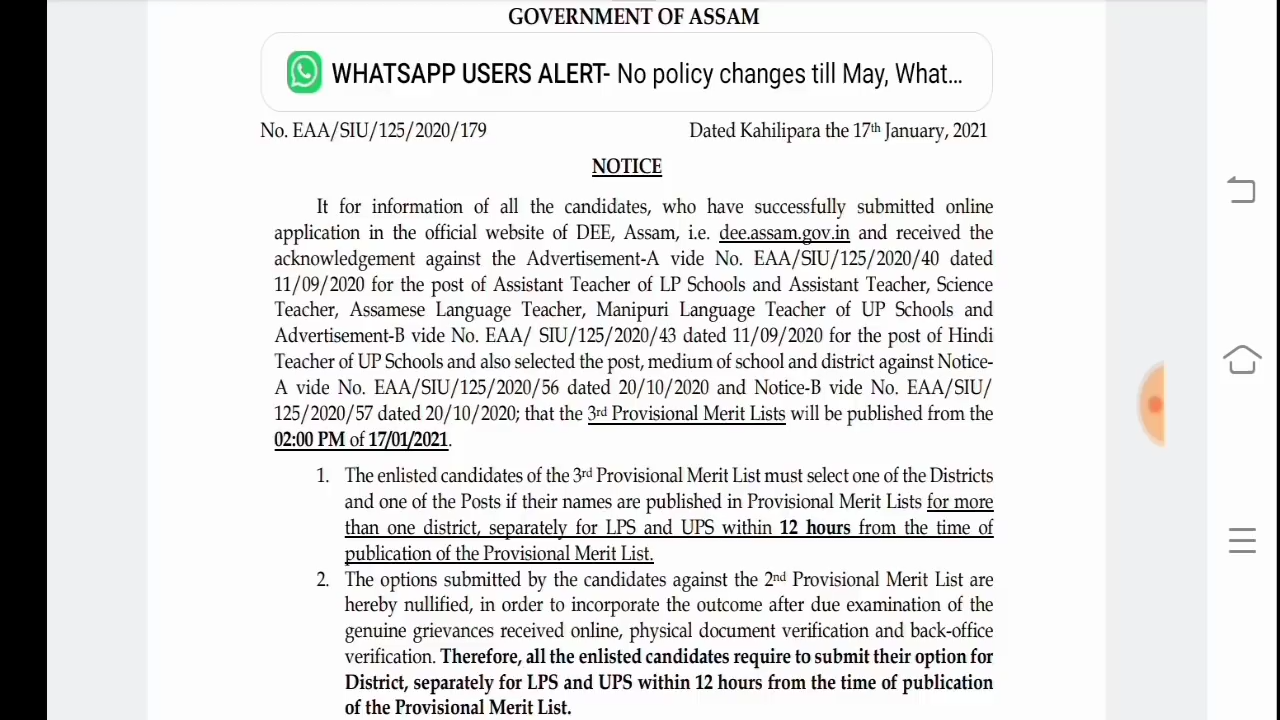 GOVERNMENT OF ASSAM
WHATSAPP USERS ALERT- No policy changes till May, What...
No. EAA/SIU/125/2020/179 Dated Kahilipara the 17th January, 2021
NOTICE
It for information of all the candidates, who have successfully submitted online
application in the official website of DEE, Assam, i.e. dee.assam.gov.in and received the
acknowledgement against the Advertisement-A vide No. EAA/SIU/125/2020/40 dated
11/09/2020 for the post of Assistant Teacher of LP Schools and Assistant Teacher, Science
Teacher, Assamese Language Teacher, Manipuri Language Teacher of UP Schools and
Advertisement-B vide No. EAA/ SIU/125/2020/43 dated 11/09/2020 for the post of Hindi
Teacher of UP Schools and also selected the post, medium of school and district against Notice-
A vide No. EAA/SIU/125/2020/56 dated 20/10/2020 and Notice-B vide No. EAA/SIU/
125/2020/57 dated 20/10/2020; that the 3rd Provisional Merit Lists will be published from the
02:00 PM of 17/01/2021.
1. The enlisted candidates of the 3rd Provisional Merit List must select one of the Districts
and one of the Posts if their names are published in Provisional Merit Lists for more
than one district, separately for LPS and UPS within 12 hours from the time of
publication of the Provisional Merit List.
2. The options submitted by the candidates against the 2nd Provisional Merit List are
hereby nullified, in order to incorporate the outcome after due examination of the
genuine grievances received online, physical document verification and back-office
verification. Therefore, all the enlisted candidates require to submit their option for
District, separately for LPS and UPS within 12 hours from the time of publication
of the Provisional Merit List.